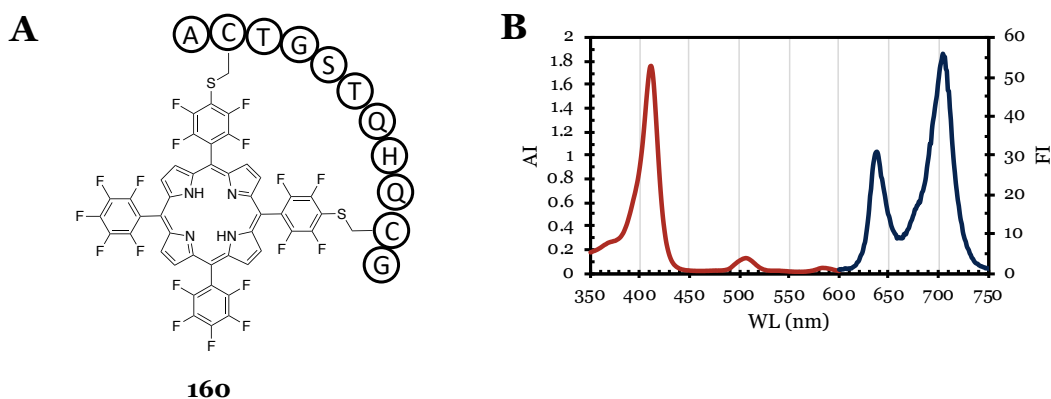 A
A C T G S T Q H Q C G
S
F F
F F
F
F
F
F
F
NH
N
N
HN
F F
F F
S
F F
F F
F
160
B
2
1.8
1.6
1.4
1.2
1
0.8
0.6
0.4
0.2
0
AI
60
50
40
30
20
10
0
FI
350 400 450 500 550 600 650 700 750
WL (nm)